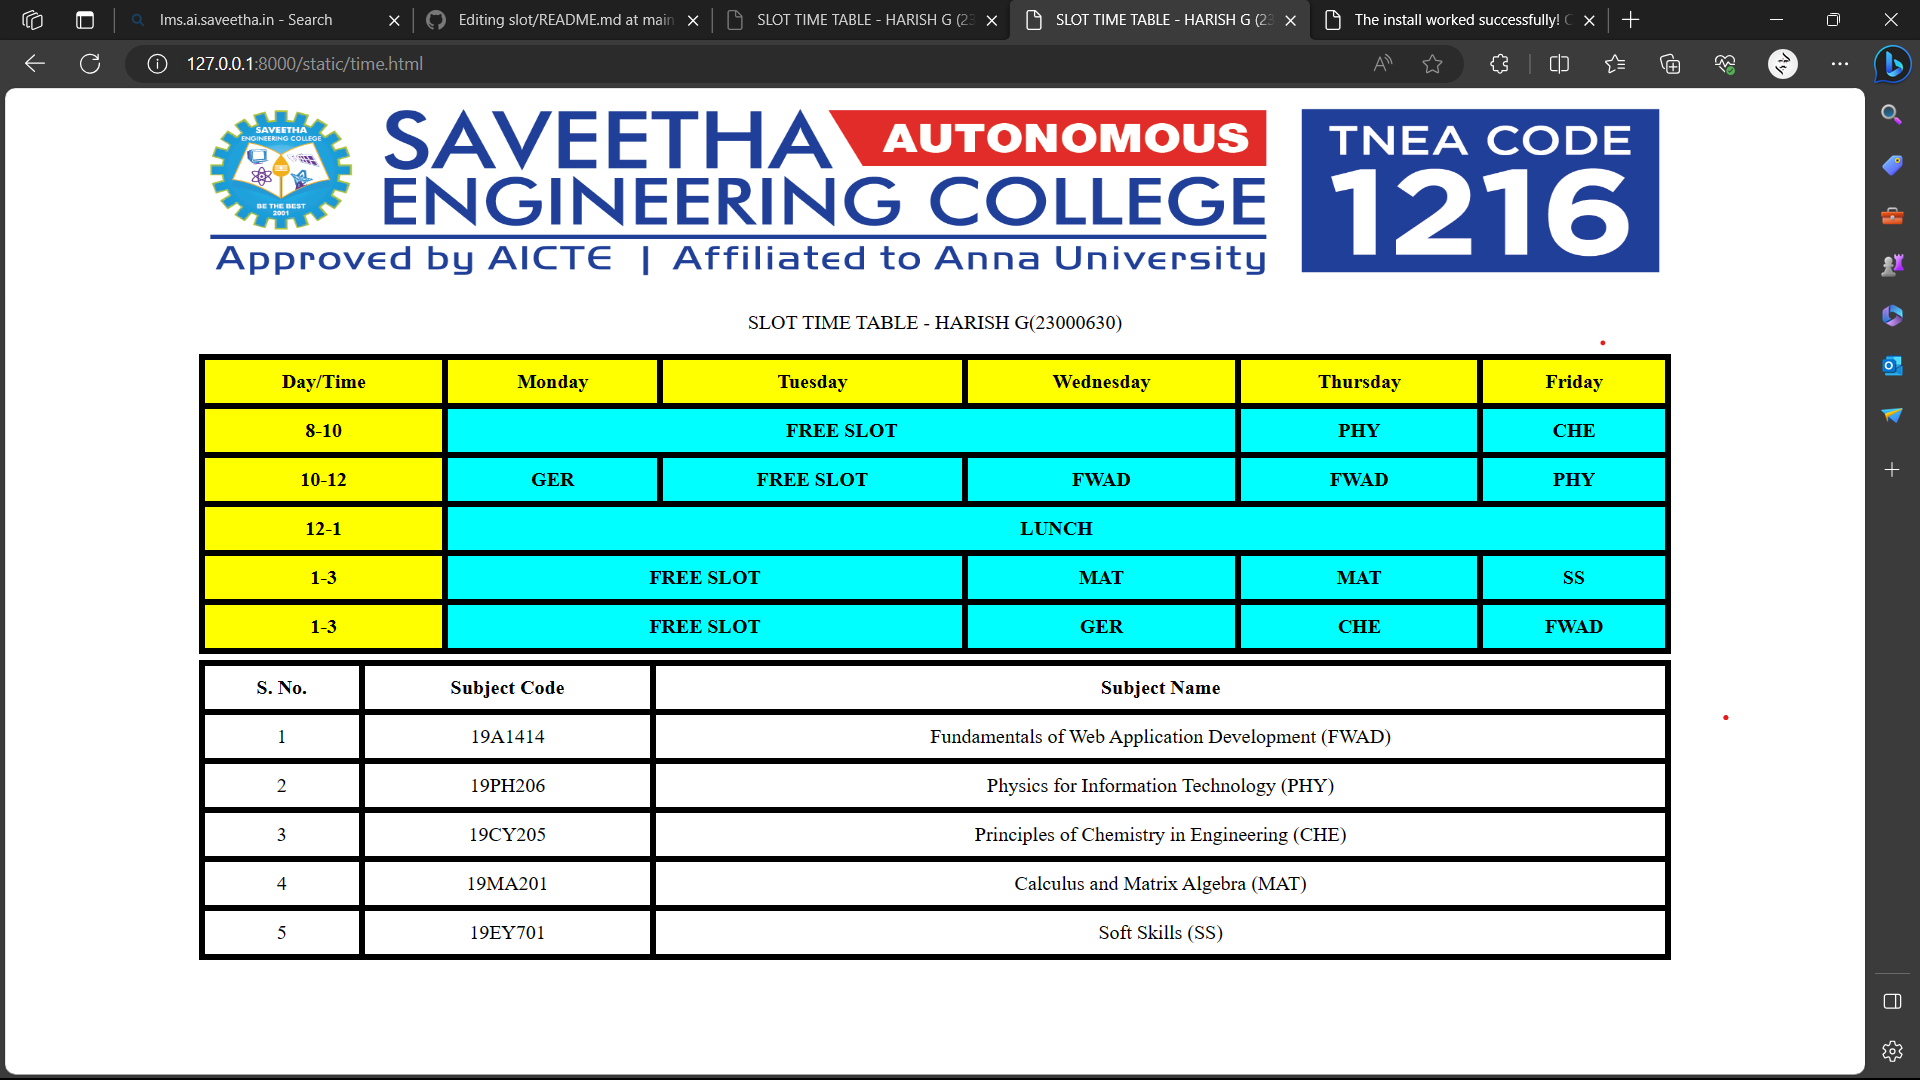 lms.ai.saveetha.in - Search
Editing slot/README.md at main
SLOT TIME TABLE - HARISH G (23
SLOT TIME TABLE - HARISH G (23
The install worked successfully!
127.0.0.1:8000/static/time.html
SAVEETHA
ENGINEERING COLLEGE
BE THE BEST
2001
SAVEETHA AUTONOMOUS
ENGINEERING COLLEGE
Approved by AICTE | Affiliated to Anna University
TNEA CODE
1216
SLOT TIME TABLE - HARISH G(23000630)
Day/Time Monday Tuesday Wednesday Thursday Friday
8-10 FREE SLOT PHY CHE
10-12 GER FREE SLOT FWAD FWAD PHY
12-1 LUNCH
1-3 FREE SLOT MAT MAT SS
1-3 FREE SLOT GER CHE FWAD
S. No. Subject Code Subject Name
1 19A1414 Fundamentals of Web Application Development (FWAD)
2 19PH206 Physics for Information Technology (PHY)
3 19CY205 Principles of Chemistry in Engineering (CHE)
4 19MA201 Calculus and Matrix Algebra (MAT)
5 19EY701 Soft Skills (SS)